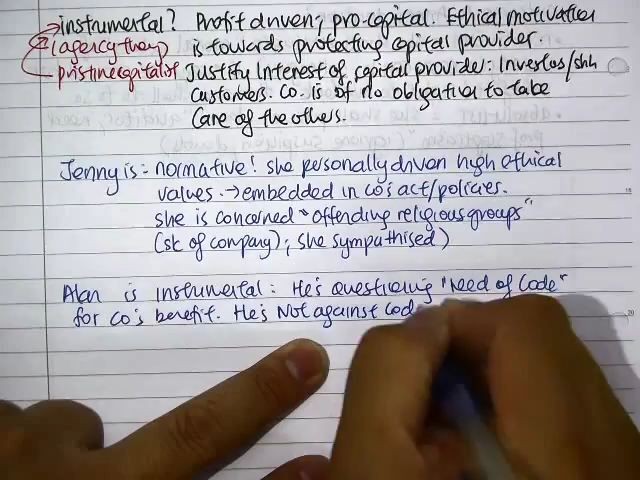 →instrumental? Profit driven; pro-capital. Ethical motivation
(agency theory) is towards protecting capital provider.
pristine capitalist Justify interest of capital provider: Investors/shh
customers. Co. is of no obligation to take
care of the others.
Jenny is = normative! she personally driven high ethical
values. → embedded in co's act/policies.
she is concerned "offending religious groups"
(sk of company); she sympathised)
Alan is instrumental: He's questioning "Need of Code"
for co's benefit. He's Not against Cod